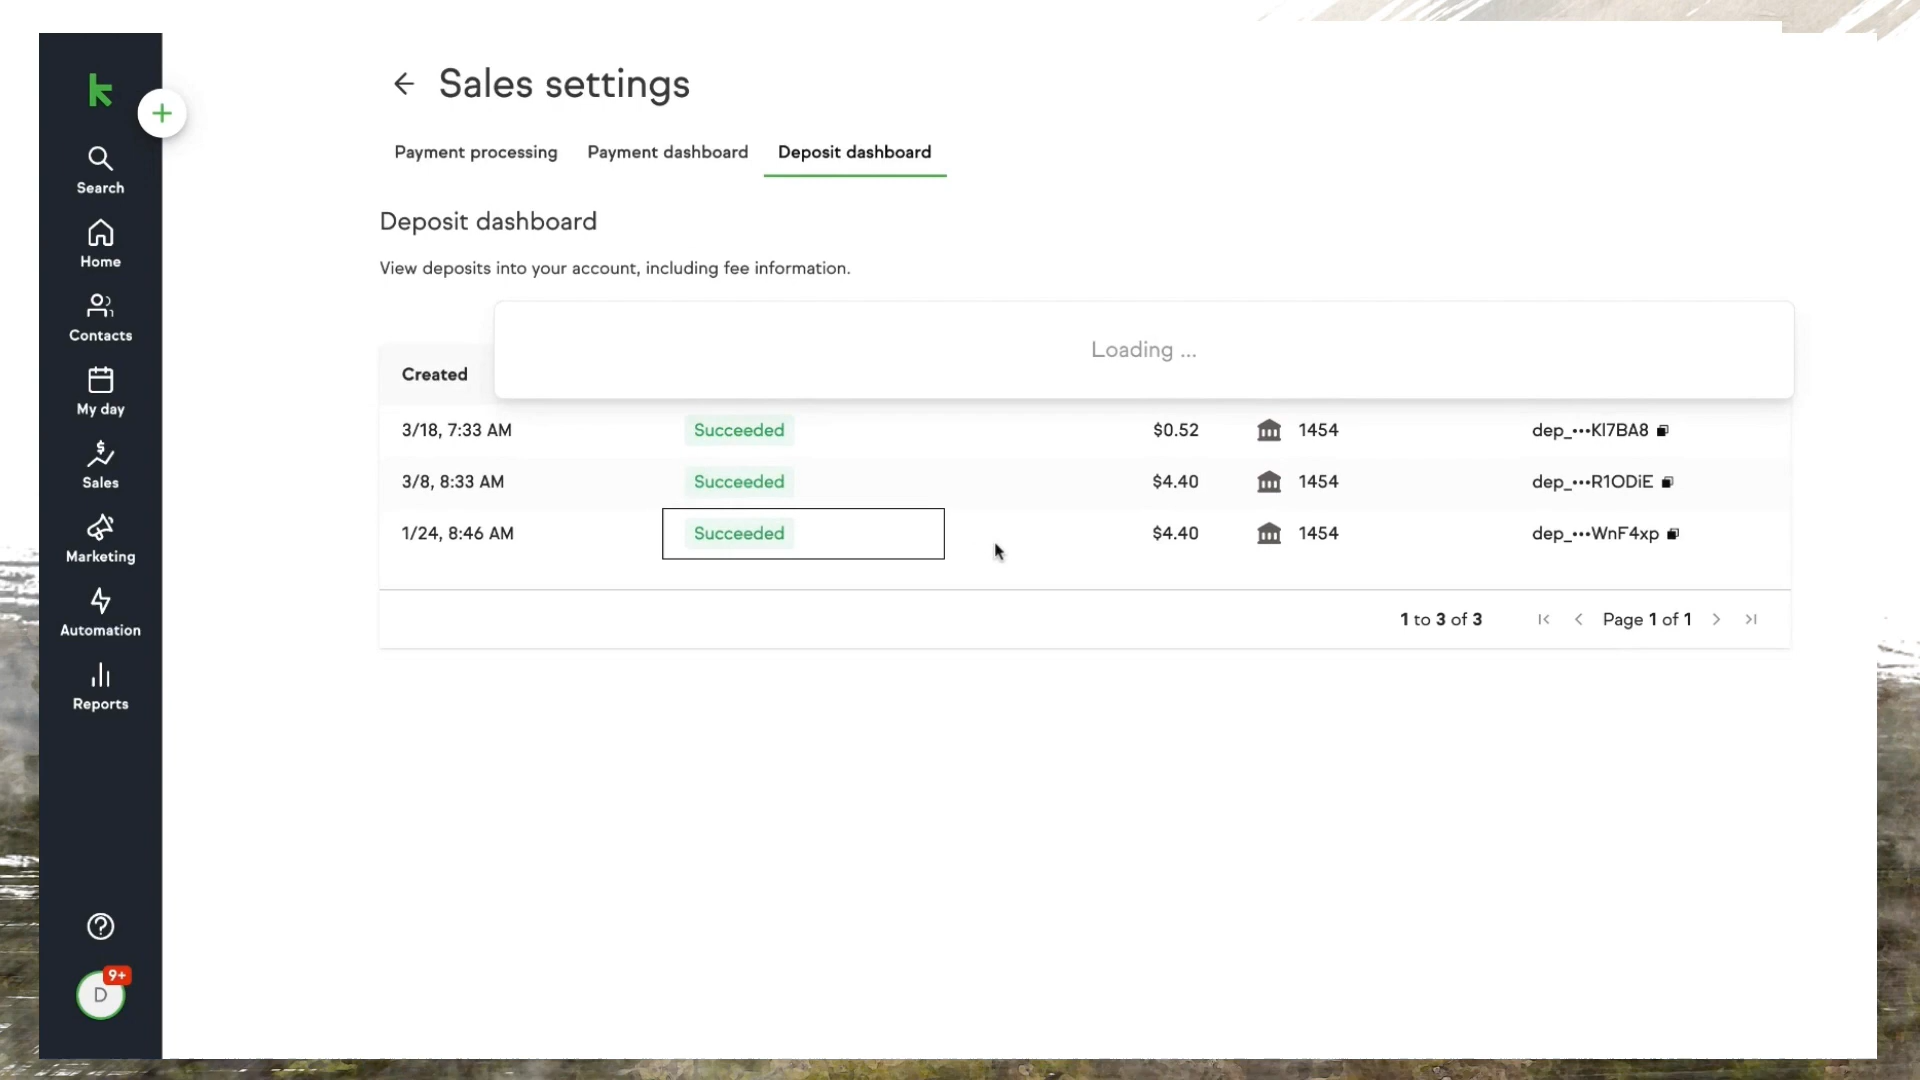 Sales settings
Payment processing Payment dashboard Deposit dashboard
Deposit dashboard
View deposits into your account, including fee information.
Loading ...
Created
3/18, 7:33 AM Succeeded $0.52 1454 dep_•••KI7BA8
3/8, 8:33 AM Succeeded $4.40 1454 dep_•••R1ODiE
1/24, 8:46 AM Succeeded $4.40 1454 dep_•••WnF4xp
1 to 3 of 3 Page 1 of 1
Search
Home
Contacts
My day
Sales
Marketing
Automation
Reports
9+
D